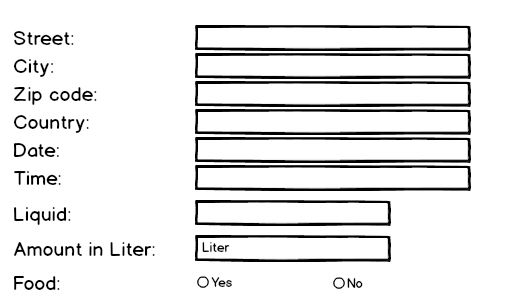 Street:
City:
Zip code:
Country:
Date:
Time:
Liquid:
Amount in Liter: Liter
Food: Yes No